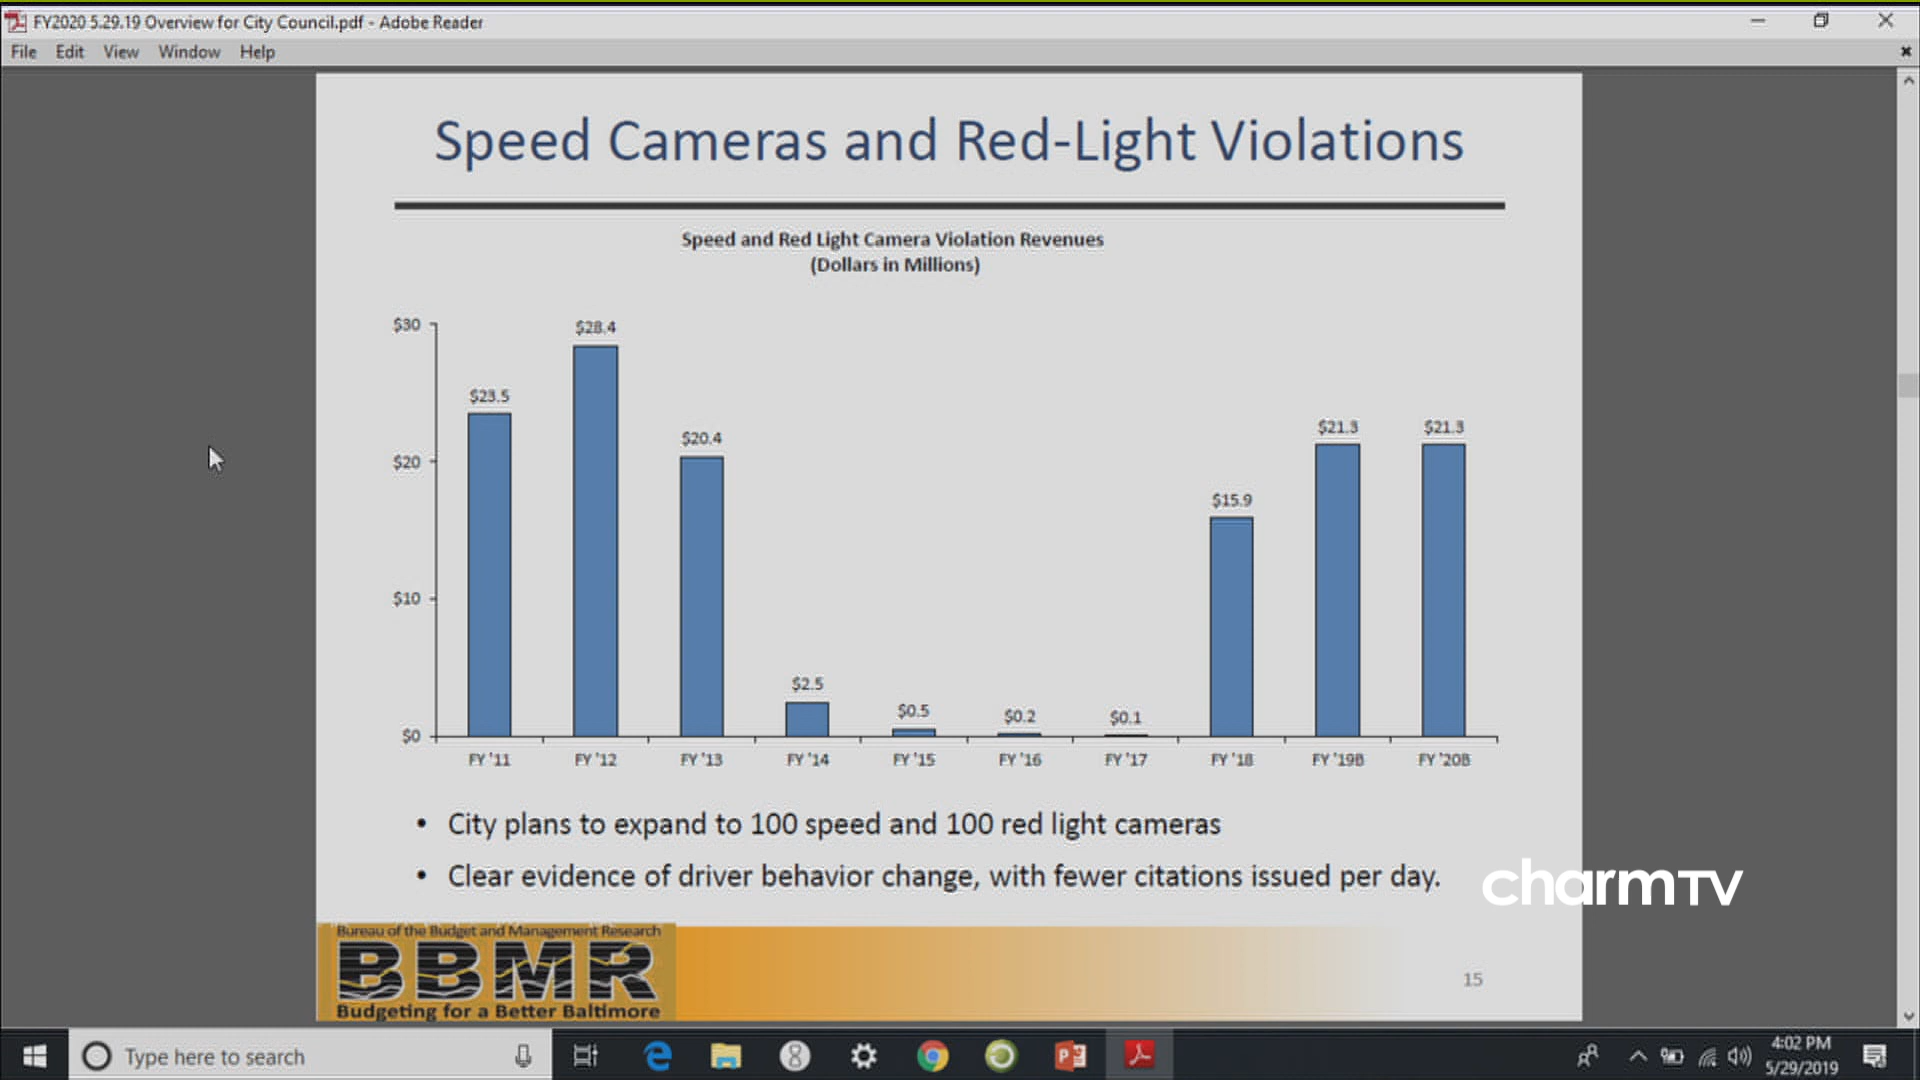 FY2020 5.29.19 Overview for City Council.pdf - Adobe Reader
File Edit View Window Help
Speed Cameras and Red-Light Violations
Speed and Red Light Camera Violation Revenues
(Dollars in Millions)
$30
$20
$10
$0
$23.5
$28.4
$20.4
$2.5
$0.5
$0.2
$0.1
$15.9
$21.3
$21.3
FY '11 FY '12 FY '13 FY '14 FY '15 FY '16 FY '17 FY '18 FY '19B FY '20B
• City plans to expand to 100 speed and 100 red light cameras
• Clear evidence of driver behavior change, with fewer citations issued per day.
charmTV
Bureau of the Budget and Management Research
BBMR
Budgeting for a Better Baltimore
15
Type here to search
4:02 PM
5/29/2019